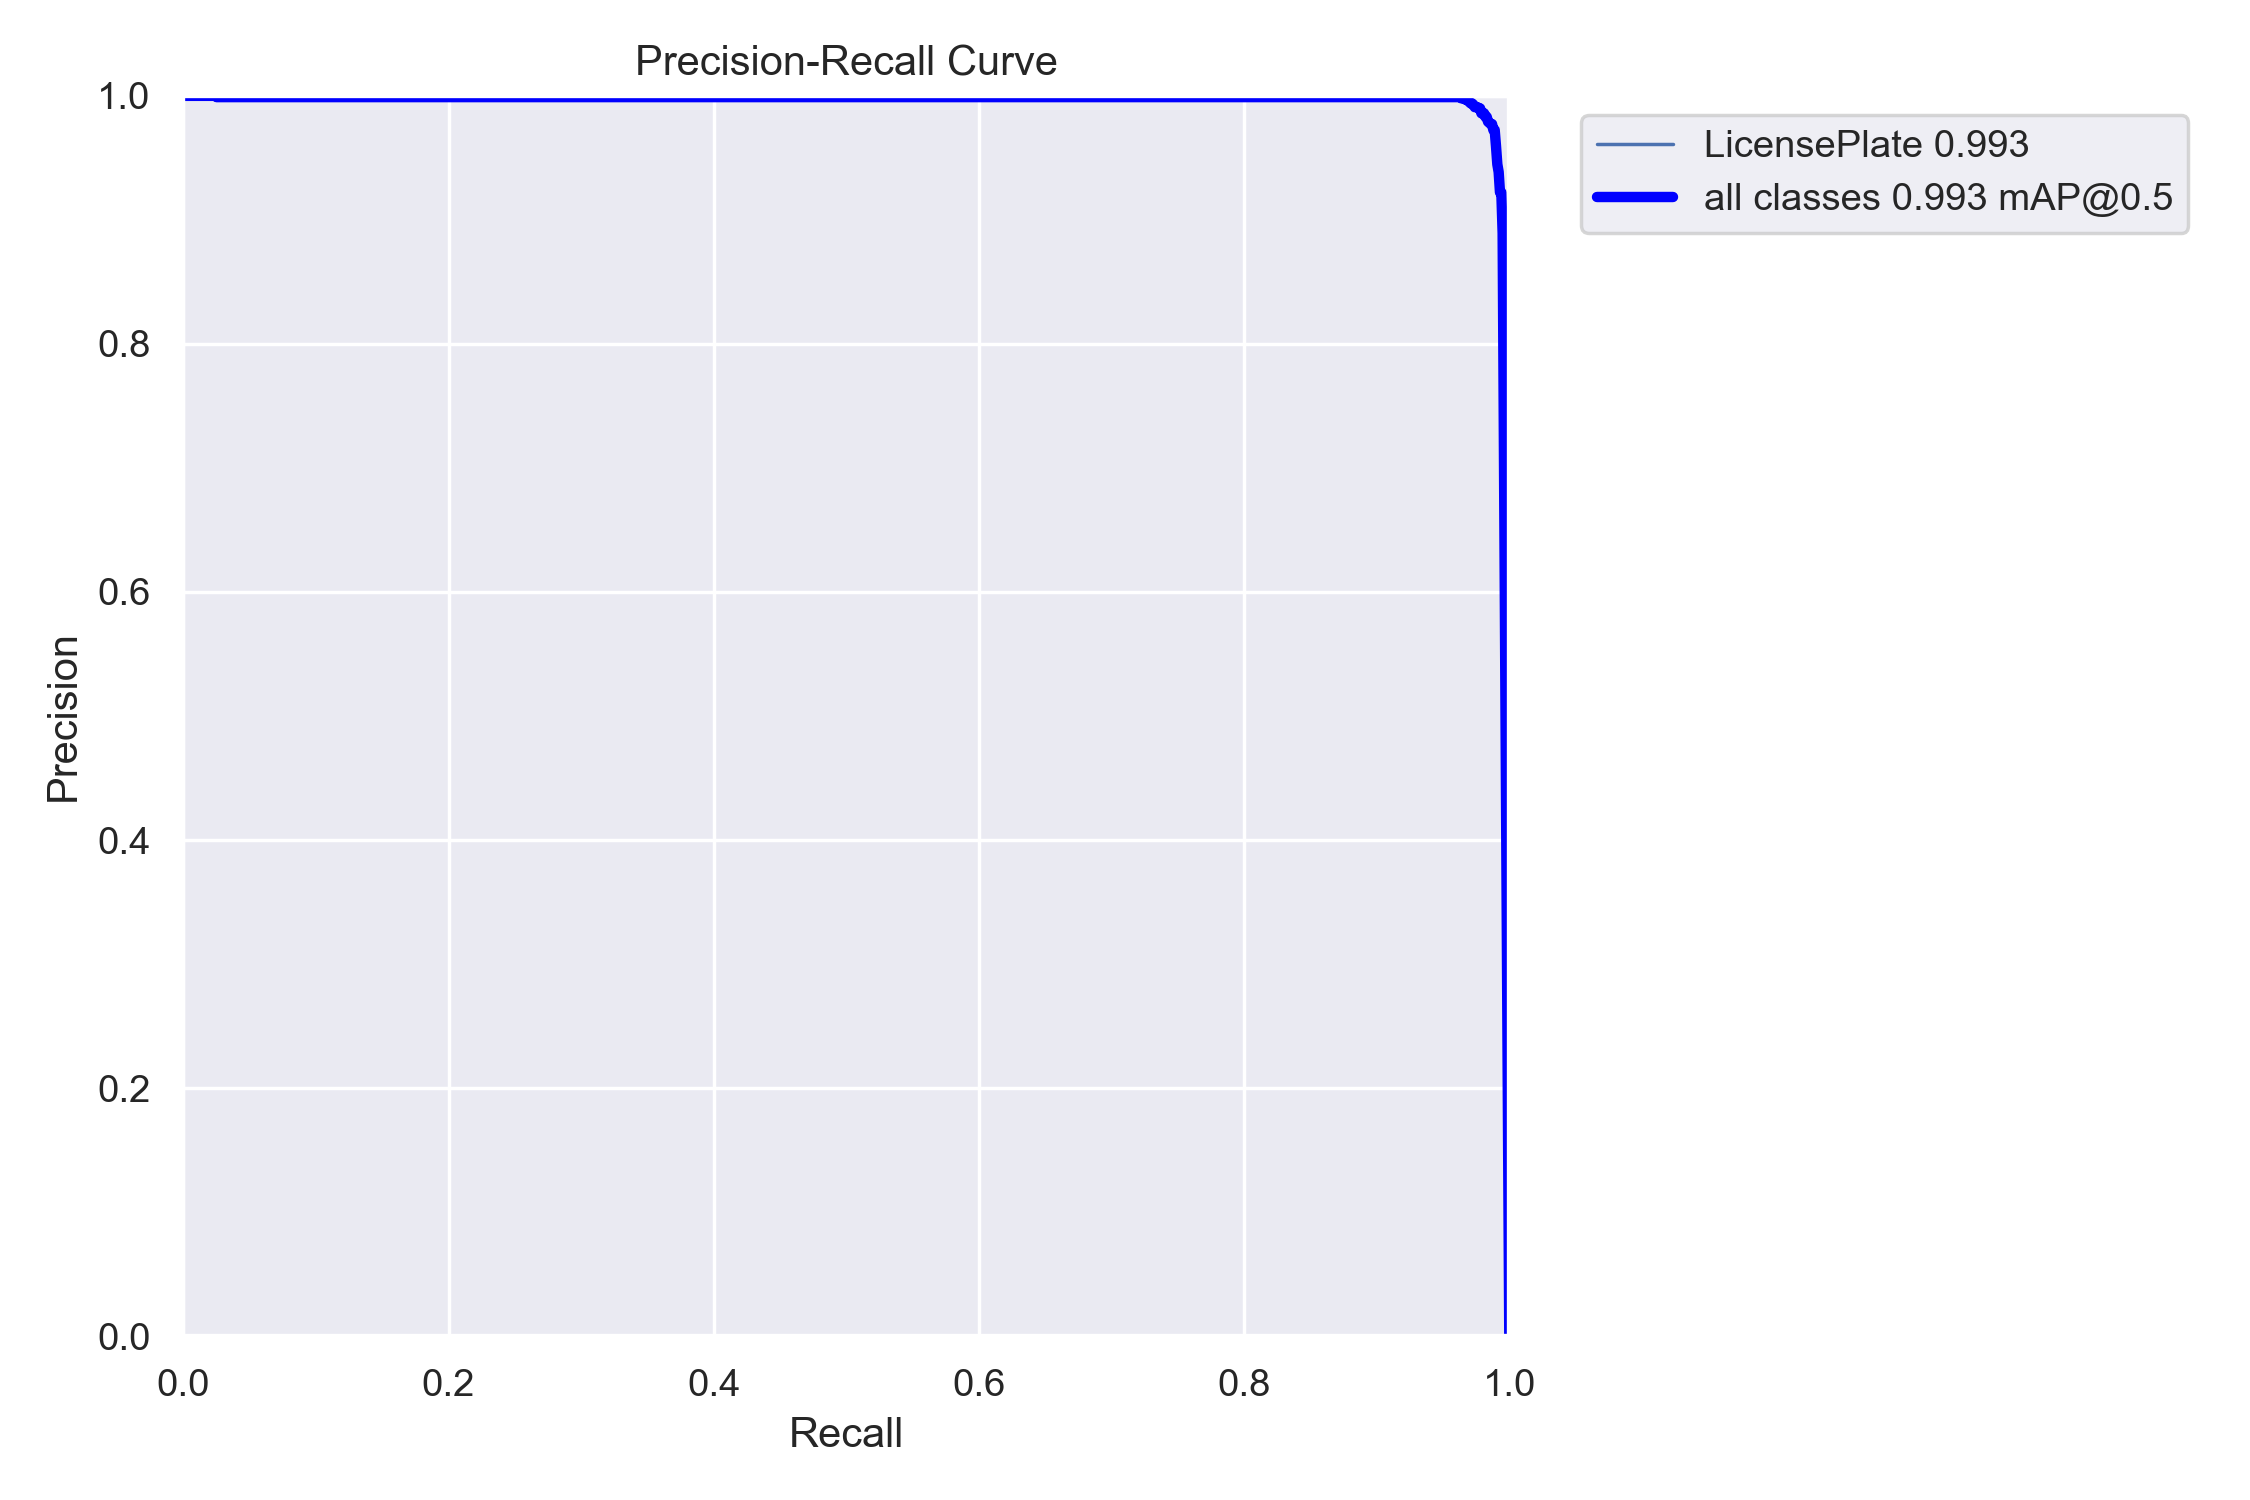 Precision-Recall Curve
1.0
0.8
0.6
0.4
0.2
0.0
Precision
0.0 0.2 0.4 0.6 0.8 1.0
Recall
LicensePlate 0.993
all classes 0.993 mAP@0.5